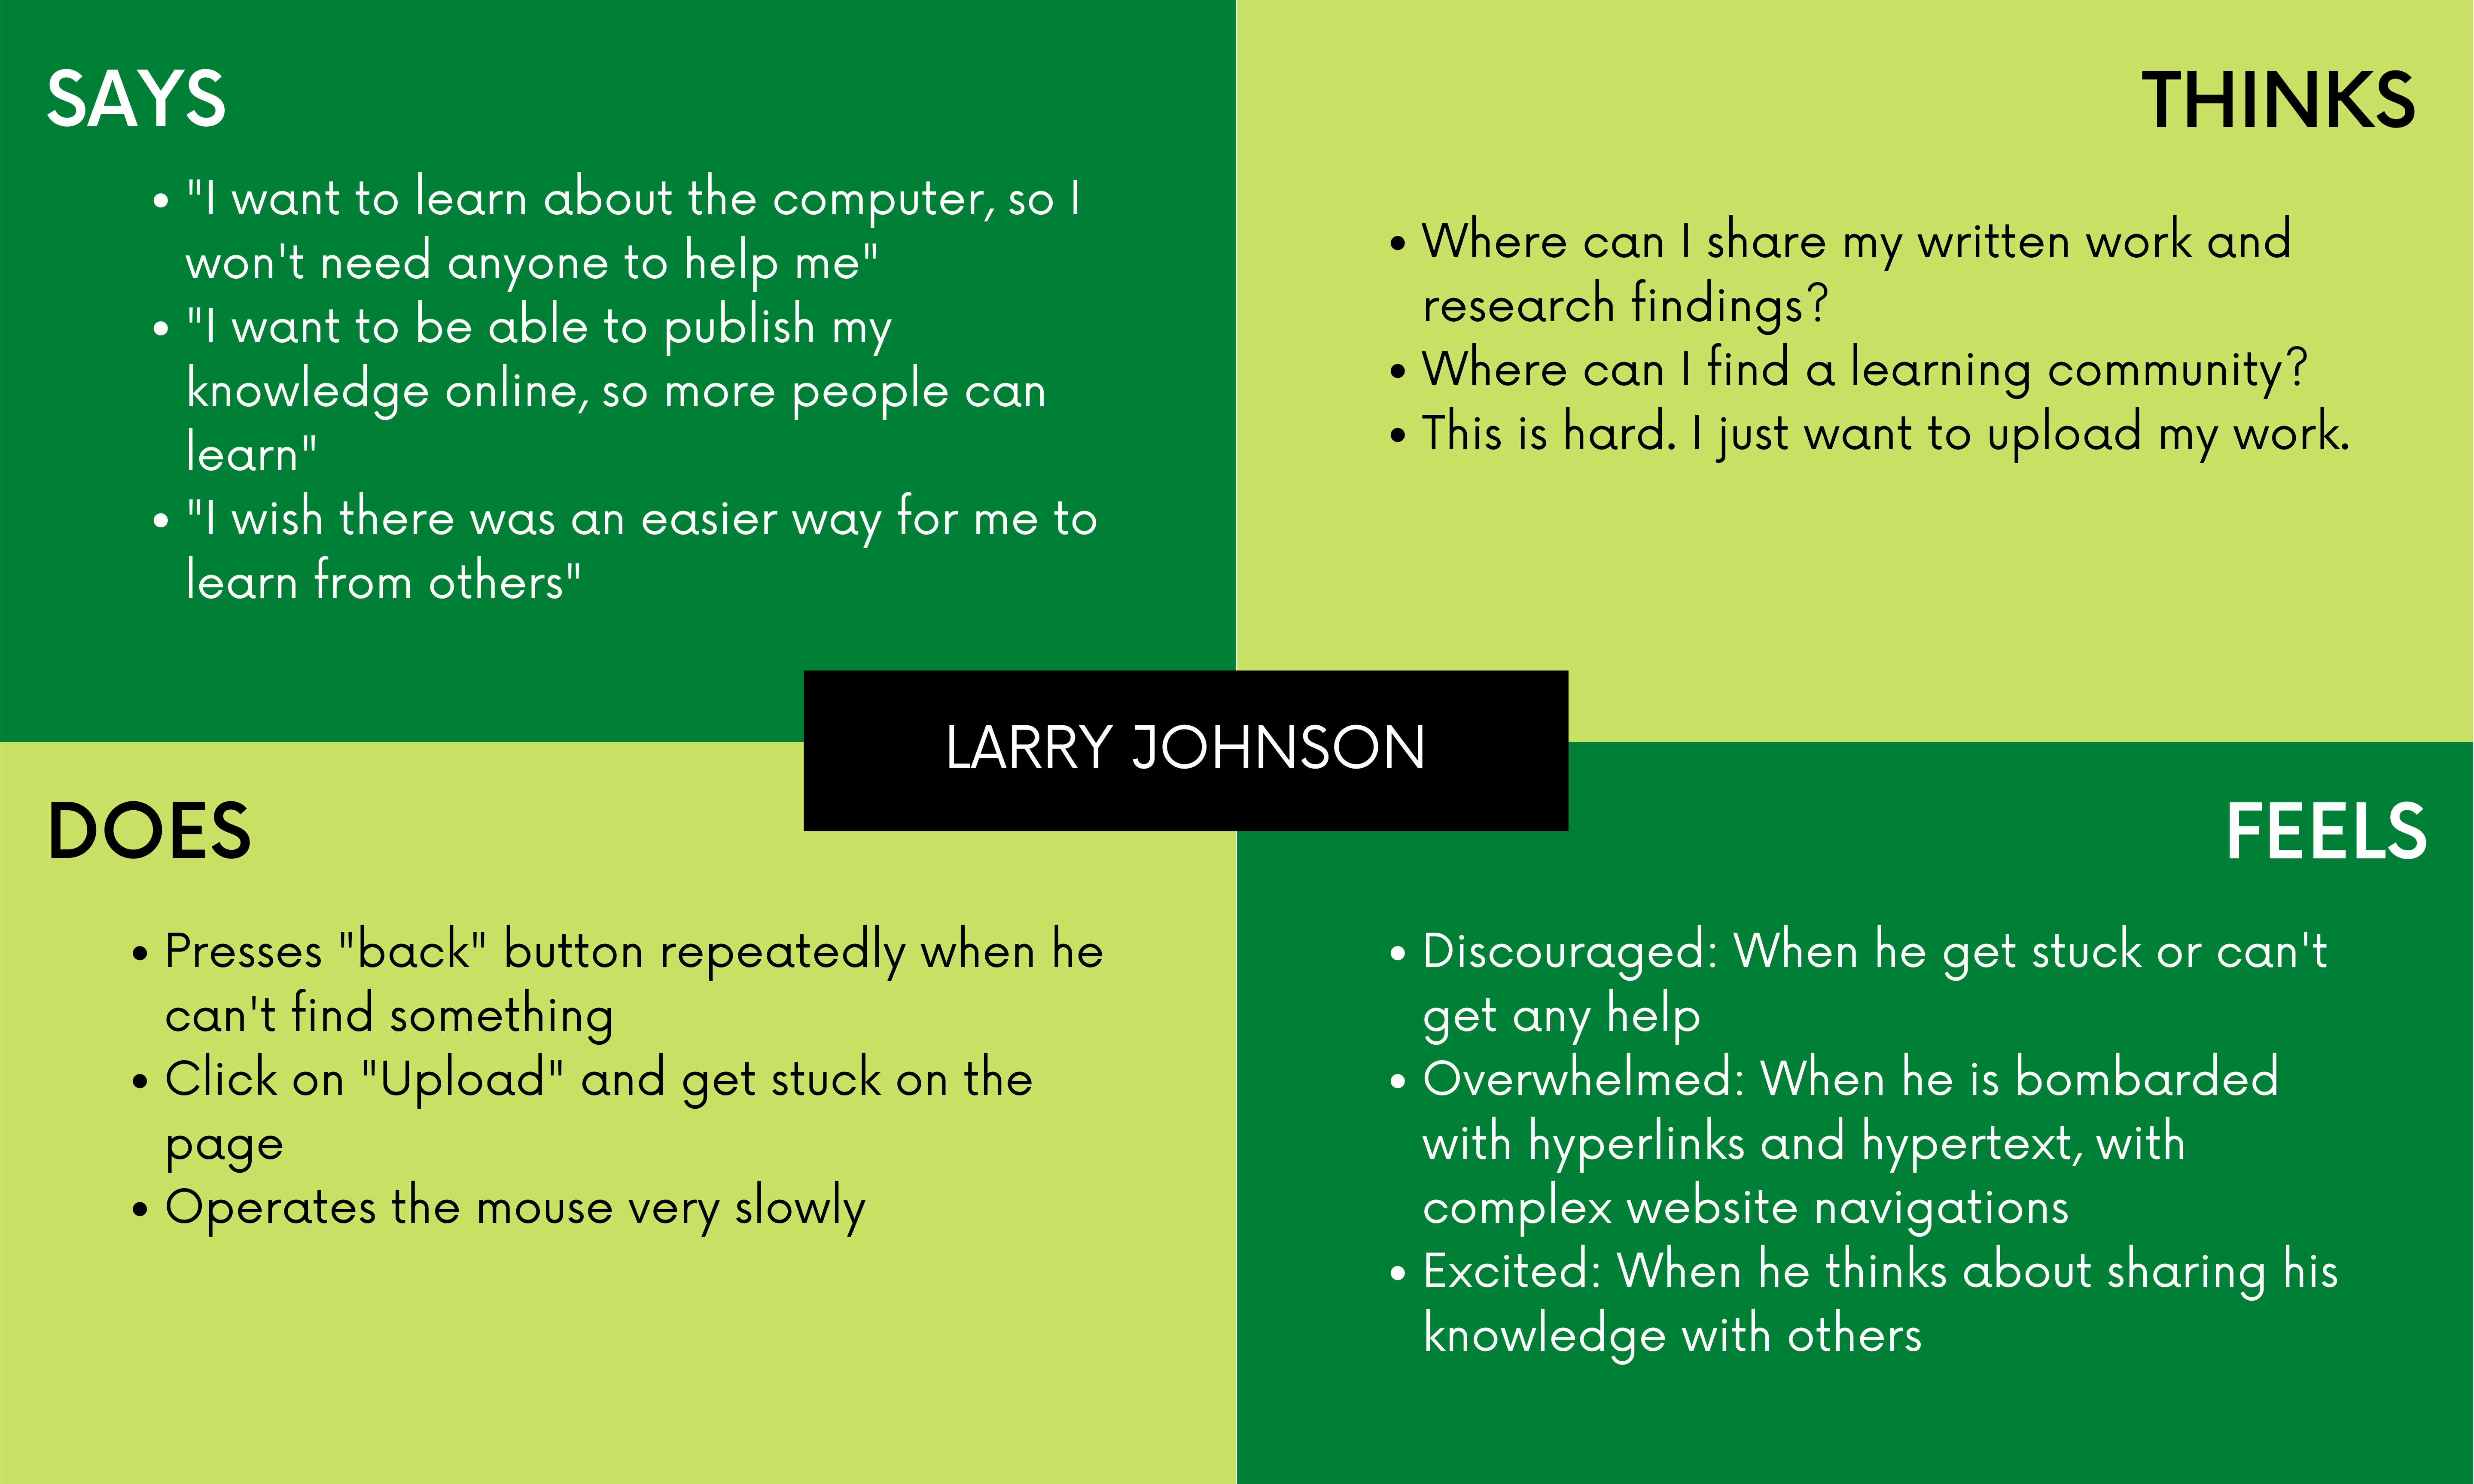 SAYS
• "I want to learn about the computer, so I
won't need anyone to help me"
• "I want to be able to publish my
knowledge online, so more people can
learn"
• "I wish there was an easier way for me to
learn from others"
THINKS
• Where can I share my written work and
research findings?
• Where can I find a learning community?
• This is hard. I just want to upload my work.
LARRY JOHNSON
DOES
• Presses "back" button repeatedly when he
can't find something
• Click on "Upload" and get stuck on the
page
• Operates the mouse very slowly
FEELS
• Discouraged: When he get stuck or can't
get any help
• Overwhelmed: When he is bombarded
with hyperlinks and hypertext, with
complex website navigations
• Excited: When he thinks about sharing his
knowledge with others